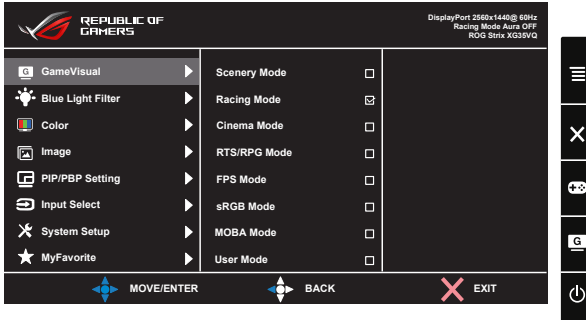 REPUBLIC OF
GAMERS
DisplayPort 2560x1440@ 60Hz
Racing Mode Aura OFF
ROG Strix XG35VQ
G GameVisual
Blue Light Filter
Color
Image
PIP/PBP Setting
Input Select
System Setup
MyFavorite
Scenery Mode
Racing Mode
Cinema Mode
RTS/RPG Mode
FPS Mode
sRGB Mode
MOBA Mode
User Mode
MOVE/ENTER
BACK
EXIT
G